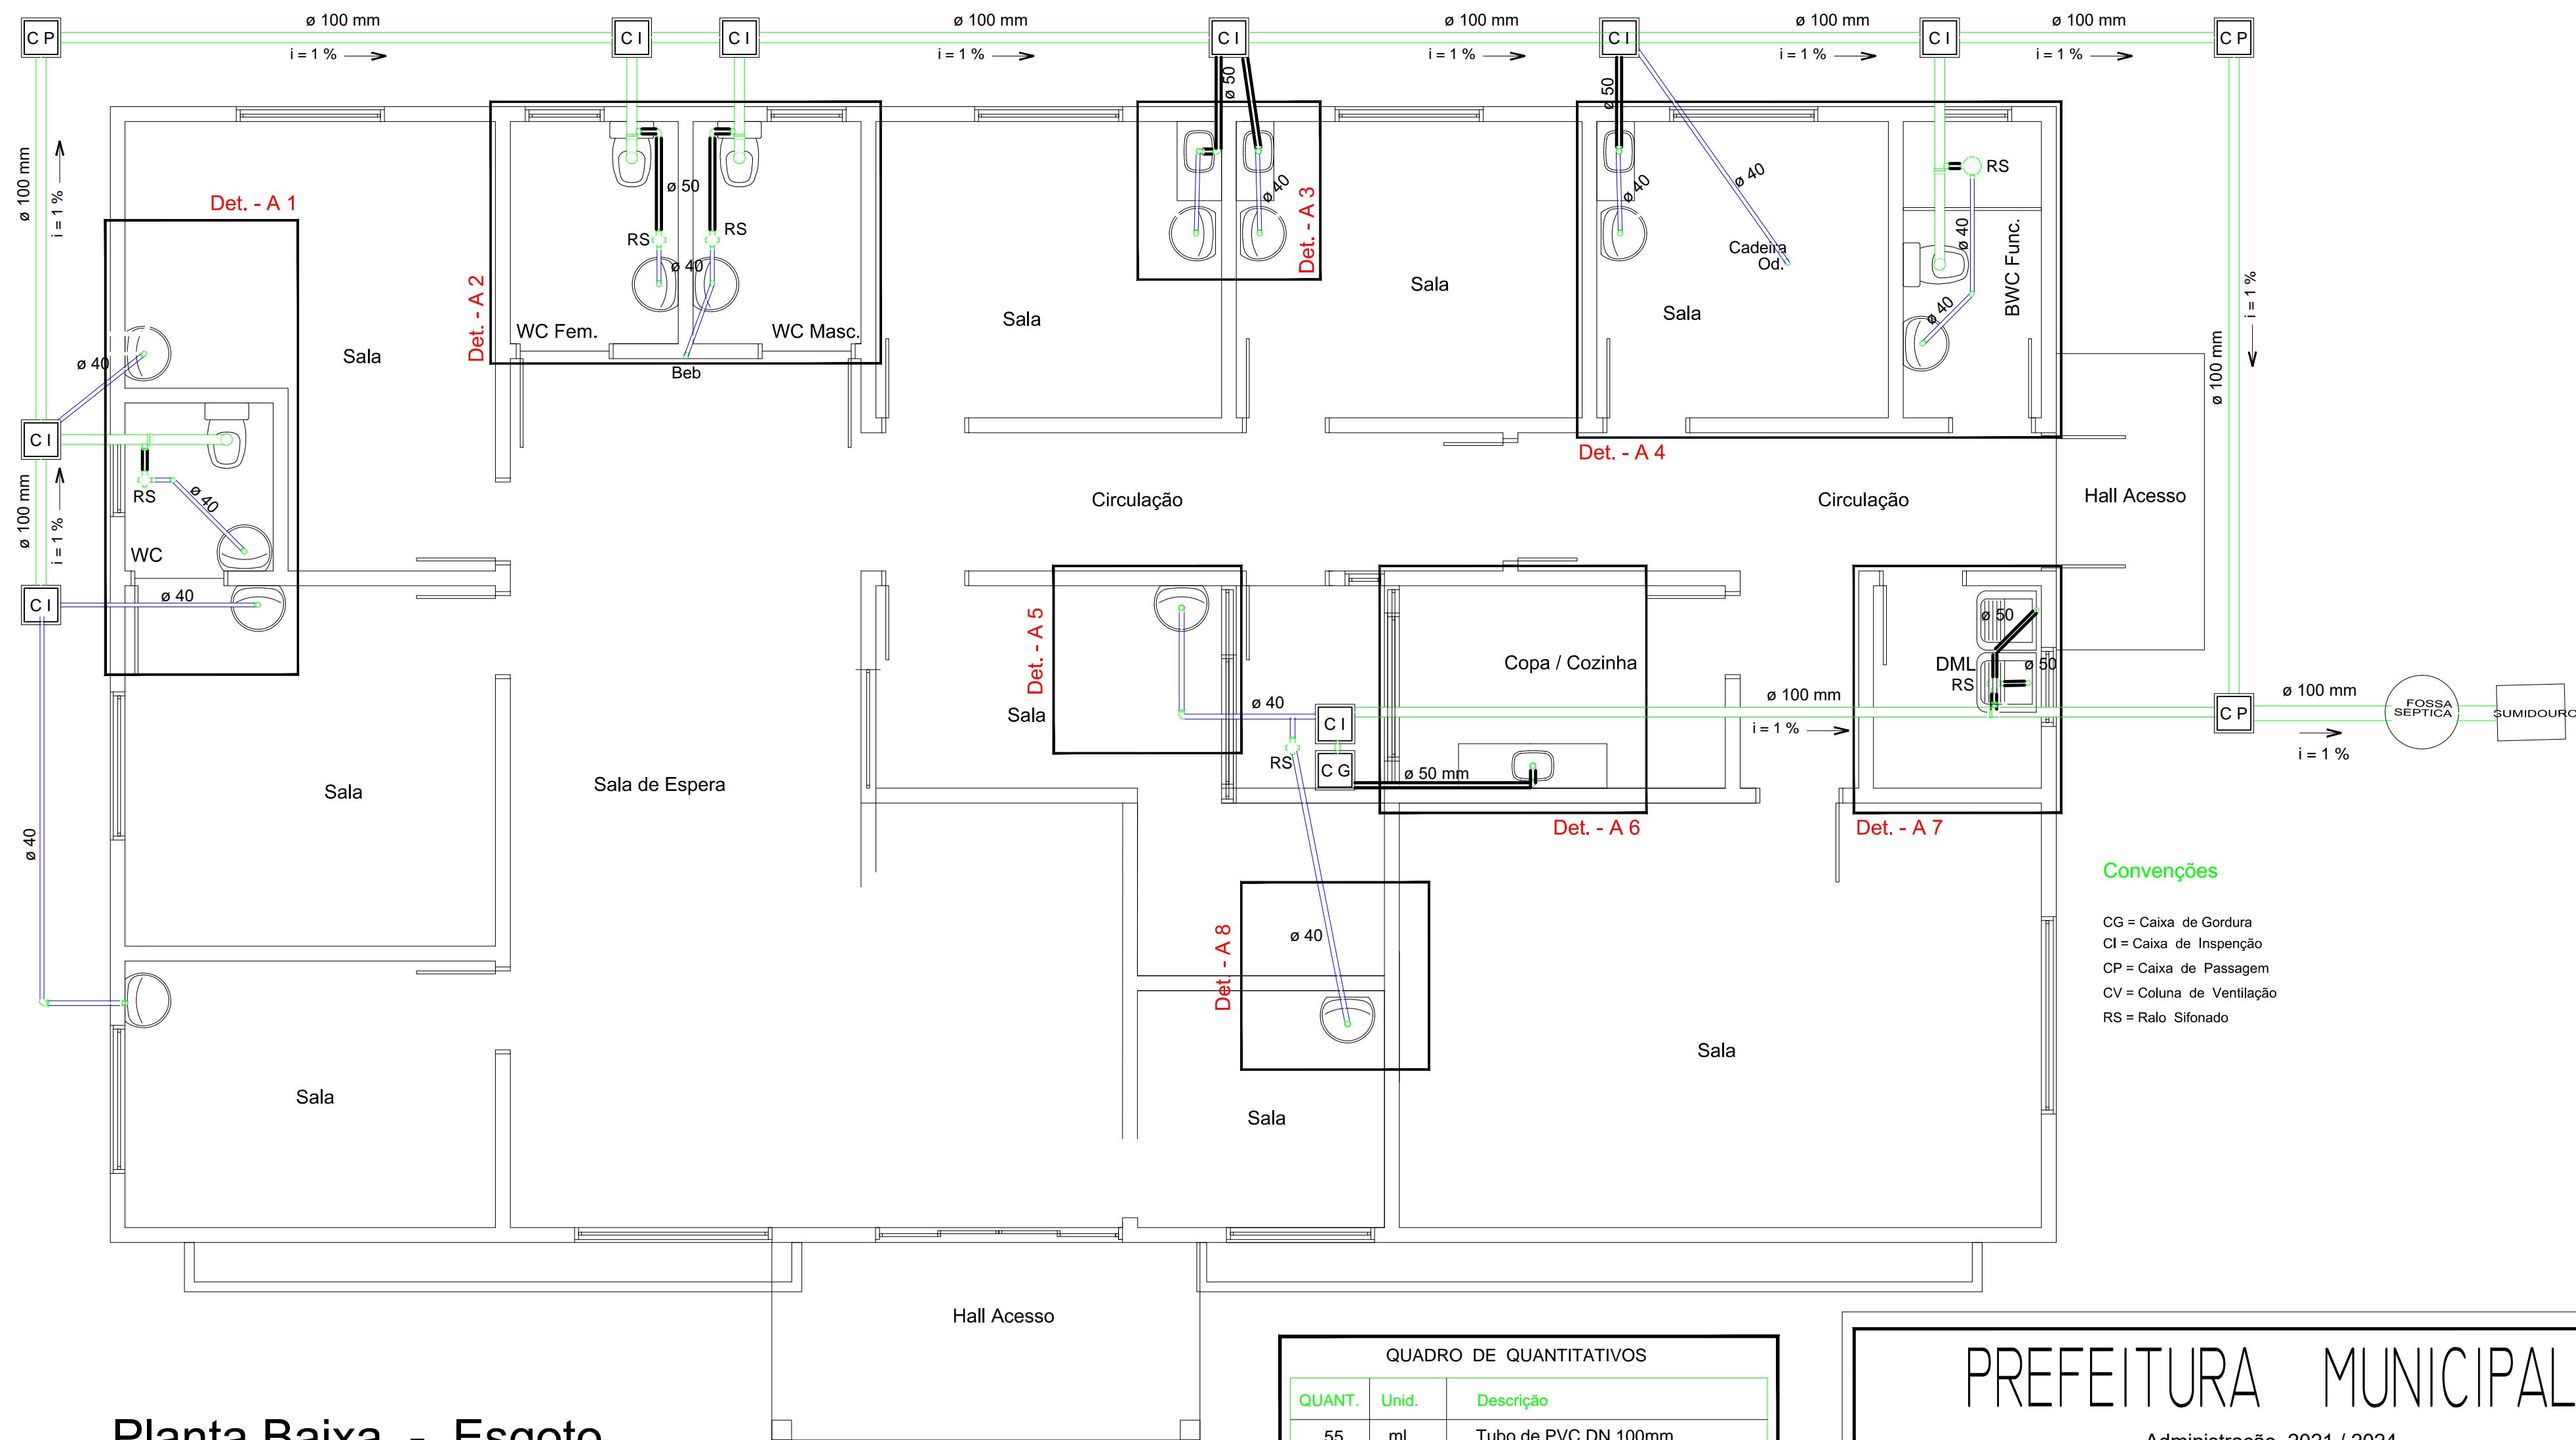 ø 100 mm
ø 100 mm
ø 100 mm
ø 100 mm
ø 100 mm
C P
C I
C I
C I
C I
C I
C P
i = 1 %
i = 1 %
i = 1 %
i = 1 %
i = 1 %
ø 50
ø 50
ø 100 mm
i = 1 %
Det. - A 1
ø 50
RS
RS
ø 40
WC Fem.
WC Masc.
Beb
Det. - A 2
ø 40
Det. - A 3
ø 40
ø 40
RS
ø 40
ø 40
BWC Func.
Cadeira
Od.
Sala
Sala
Sala
Sala
ø 40
i = 1 %
ø 100 mm
Det. - A 4
C I
ø 100 mm
i = 1 %
RS
ø 40
WC
Circulação
Circulação
Hall Acesso
C I
ø 40
Det. - A 5
Sala
ø 40
C I
RS
C G
ø 50 mm
Copa / Cozinha
ø 100 mm
i = 1 %
ø 50
DML
ø 50
RS
C P
ø 100 mm
i = 1 %
FOSSA
SEPTICA
SUMIDOURO
Sala
Sala de Espera
Det. - A 6
Det. - A 7
ø 40
ø 40
Det. - A 8
Convenções
CG = Caixa de Gordura
CI = Caixa de Inspenção
CP = Caixa de Passagem
CV = Coluna de Ventilação
RS = Ralo Sifonado
Sala
Sala
Sala
Hall Acesso
QUADRO DE QUANTITATIVOS
QUANT. Unid. Descrição
55 ml Tubo de PVC DN 100mm
PREFEITURA MUNICIPAL
Administração 2021 / 2024
Planta Baixa - Esgoto